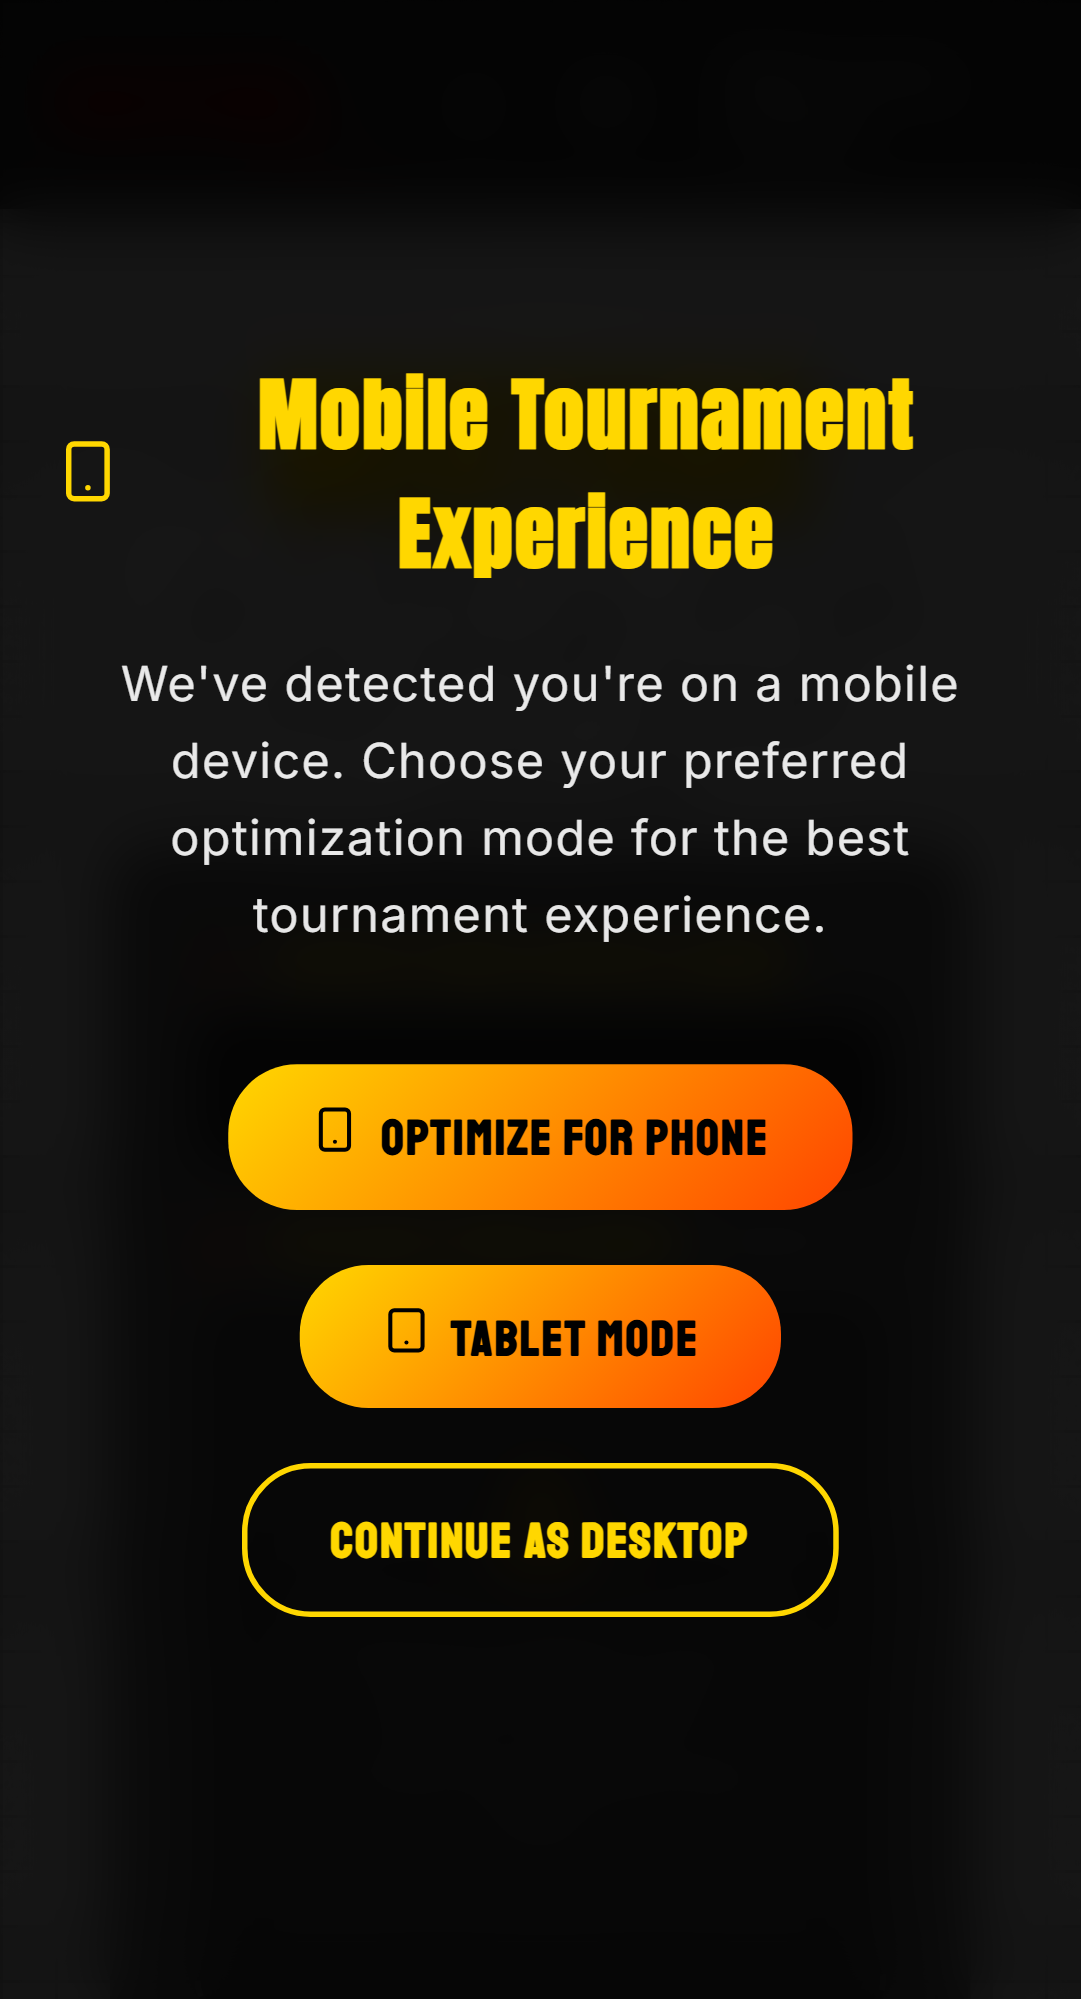 Mobile Tournament
Experience
We've detected you're on a mobile
device. Choose your preferred
optimization mode for the best
tournament experience.
OPTIMIZE FOR PHONE
TABLET MODE
CONTINUE AS DESKTOP